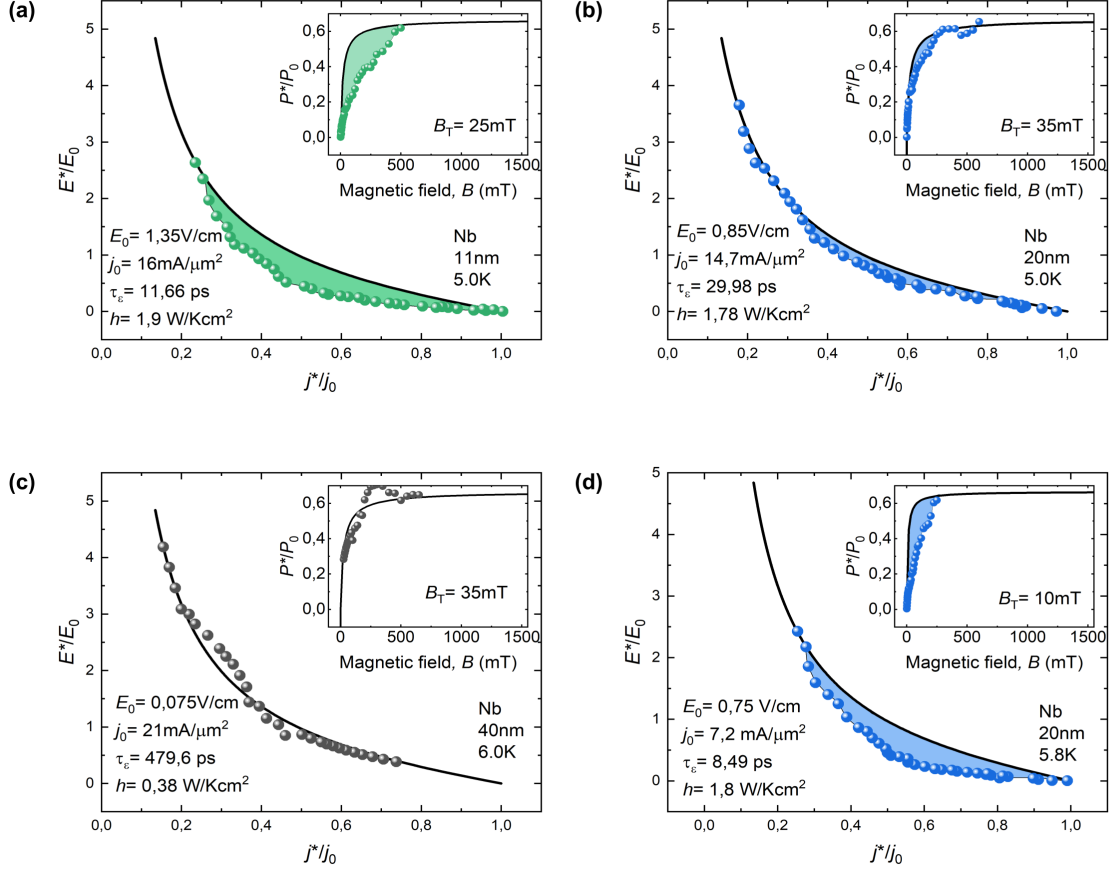 (a)
E*/E0
5
4
3
2
1
0
0,0 0,2 0,4 0,6 0,8 1,0
j*/j0
E0= 1,35V/cm
j0= 16mA/μm²
τε= 11,66 ps
h= 1,9 W/Kcm²
Nb
11nm
5.0K
P*/P0
0,6
0,4
0,2
0,0
0 500 1000 1500
Magnetic field, B (mT)
BT= 25mT
(b)
E*/E0
5
4
3
2
1
0
0,0 0,2 0,4 0,6 0,8 1,0
j*/j0
E0= 0,85V/cm
j0= 14,7mA/μm²
τε= 29,98 ps
h= 1,78 W/Kcm²
Nb
20nm
5.0K
P*/P0
0,6
0,4
0,2
0,0
0 500 1000 1500
Magnetic field, B (mT)
BT= 35mT
(c)
E*/E0
5
4
3
2
1
0
0,0 0,2 0,4 0,6 0,8 1,0
j*/j0
E0= 0,075V/cm
j0= 21mA/μm²
τε= 479,6 ps
h= 0,38 W/Kcm²
Nb
40nm
6.0K
P*/P0
0,6
0,4
0,2
0,0
0 500 1000 1500
Magnetic field, B (mT)
BT= 35mT
(d)
E*/E0
5
4
3
2
1
0
0,0 0,2 0,4 0,6 0,8 1,0
j*/j0
E0= 0,75 V/cm
j0= 7,2 mA/μm²
τε= 8,49 ps
h= 1,8 W/Kcm²
Nb
20nm
5.8K
P*/P0
0,6
0,4
0,2
0,0
0 500 1000 1500
Magnetic field, B (mT)
BT= 10mT